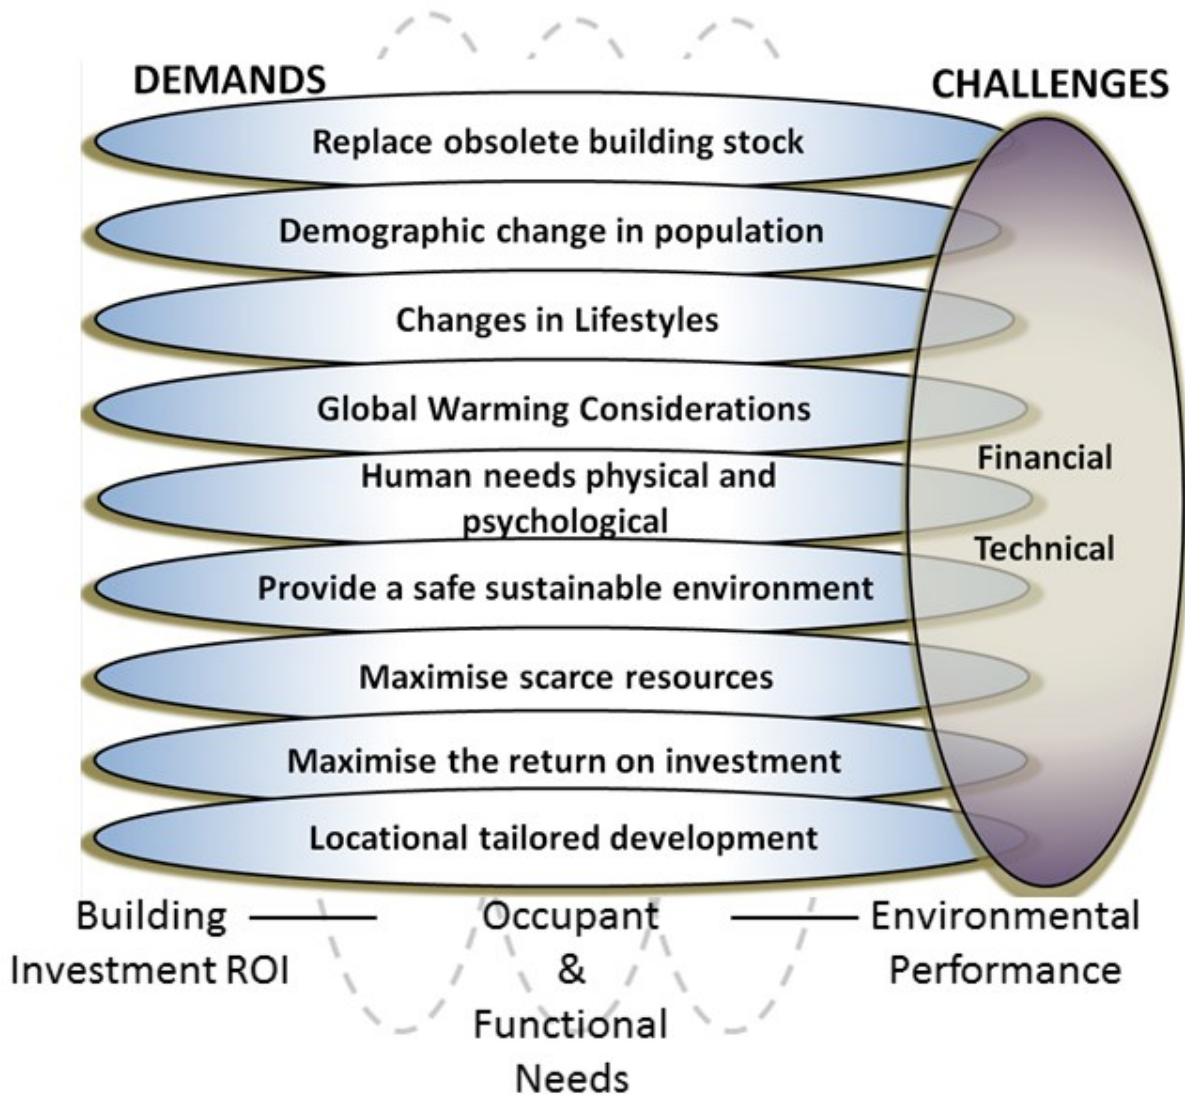 DEMANDS
CHALLENGES
Replace obsolete building stock
Demographic change in population
Changes in Lifestyles
Global Warming Considerations
Human needs physical and
psychological
Provide a safe sustainable environment
Maximise scarce resources
Maximise the return on investment
Locational tailored development
Financial
Technical
Building
Investment ROI
Occupant
&
Functional
Needs
Environmental
Performance